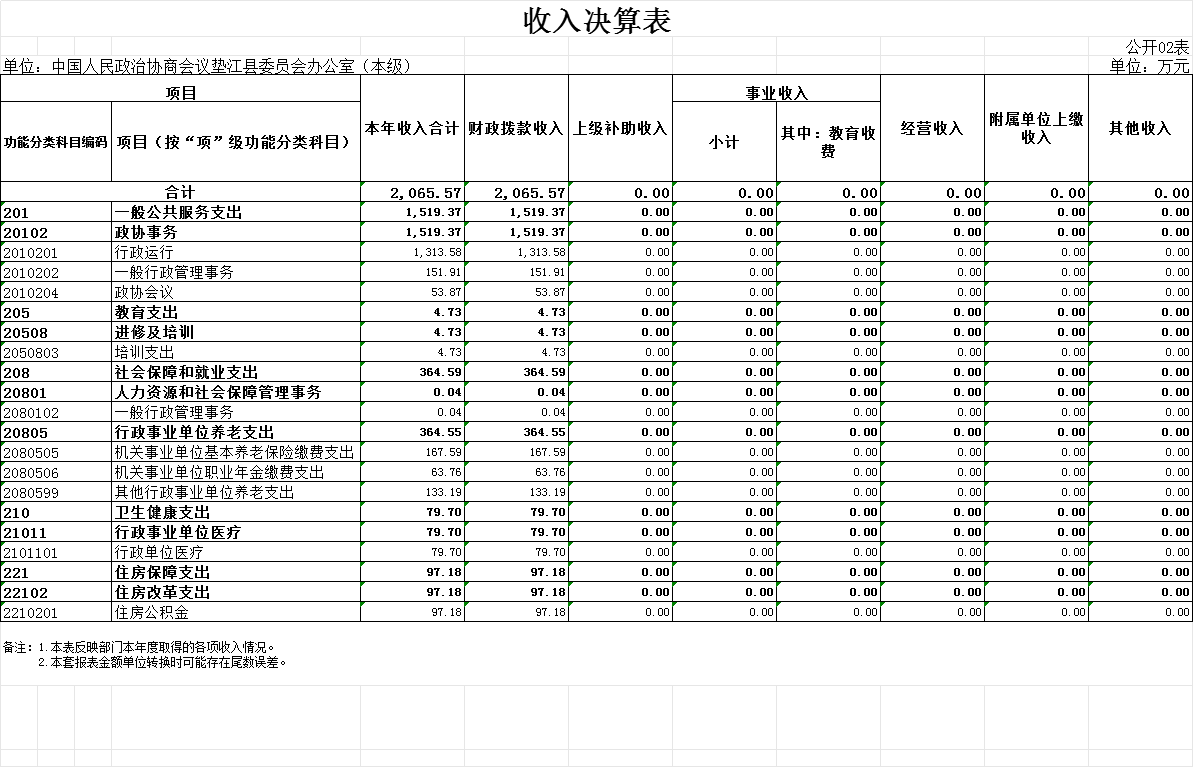 收入决算表
公开02表
单位：中国人民政治协商会议垫江县委员会办公室（本级） 单位：万元
项目 本年收入合计 财政拨款收入 上级补助收入 事业收入 经营收入 附属单位上缴收入 其他收入
功能分类科目编码 项目（按“项”级功能分类科目） 小计 其中：教育收费
合计 2,065.57 2,065.57 0.00 0.00 0.00 0.00 0.00 0.00
201 一般公共服务支出 1,519.37 1,519.37 0.00 0.00 0.00 0.00 0.00 0.00
20102 政协事务 1,519.37 1,519.37 0.00 0.00 0.00 0.00 0.00 0.00
2010201 行政运行 1,313.58 1,313.58 0.00 0.00 0.00 0.00 0.00 0.00
2010202 一般行政管理事务 151.91 151.91 0.00 0.00 0.00 0.00 0.00 0.00
2010204 政协会议 53.87 53.87 0.00 0.00 0.00 0.00 0.00 0.00
205 教育支出 4.73 4.73 0.00 0.00 0.00 0.00 0.00 0.00
20508 进修及培训 4.73 4.73 0.00 0.00 0.00 0.00 0.00 0.00
2050803 培训支出 4.73 4.73 0.00 0.00 0.00 0.00 0.00 0.00
208 社会保障和就业支出 364.59 364.59 0.00 0.00 0.00 0.00 0.00 0.00
20801 人力资源和社会保障管理事务 0.04 0.04 0.00 0.00 0.00 0.00 0.00 0.00
2080102 一般行政管理事务 0.04 0.04 0.00 0.00 0.00 0.00 0.00 0.00
20805 行政事业单位养老支出 364.55 364.55 0.00 0.00 0.00 0.00 0.00 0.00
2080505 机关事业单位基本养老保险缴费支出 167.59 167.59 0.00 0.00 0.00 0.00 0.00 0.00
2080506 机关事业单位职业年金缴费支出 63.76 63.76 0.00 0.00 0.00 0.00 0.00 0.00
2080599 其他行政事业单位养老支出 133.19 133.19 0.00 0.00 0.00 0.00 0.00 0.00
210 卫生健康支出 79.70 79.70 0.00 0.00 0.00 0.00 0.00 0.00
21011 行政事业单位医疗 79.70 79.70 0.00 0.00 0.00 0.00 0.00 0.00
2101101 行政单位医疗 79.70 79.70 0.00 0.00 0.00 0.00 0.00 0.00
221 住房保障支出 97.18 97.18 0.00 0.00 0.00 0.00 0.00 0.00
22102 住房改革支出 97.18 97.18 0.00 0.00 0.00 0.00 0.00 0.00
2210201 住房公积金 97.18 97.18 0.00 0.00 0.00 0.00 0.00 0.00
备注：1.本表反映部门本年度取得的各项收入情况。
2.本套报表金额单位转换时可能存在尾数误差。